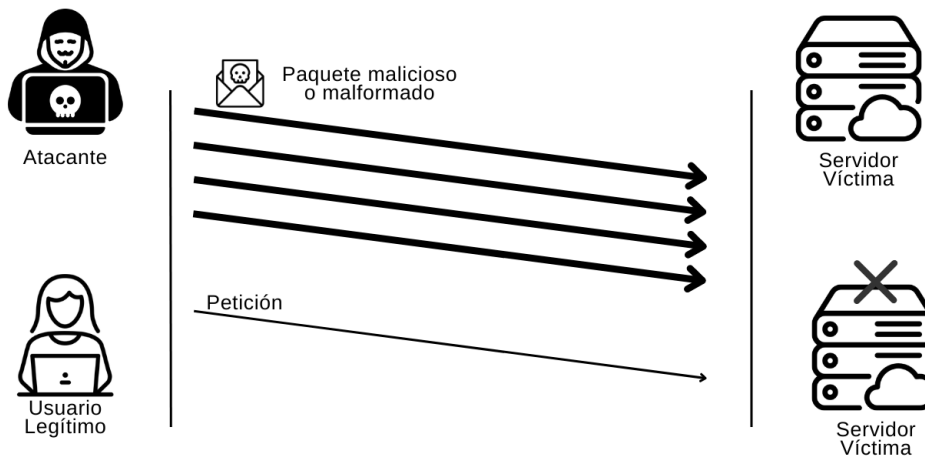 Paquete malicioso
o malformado
Atacante
Servidor
Víctima
Petición
Usuario
Legítimo
Servidor
Víctima